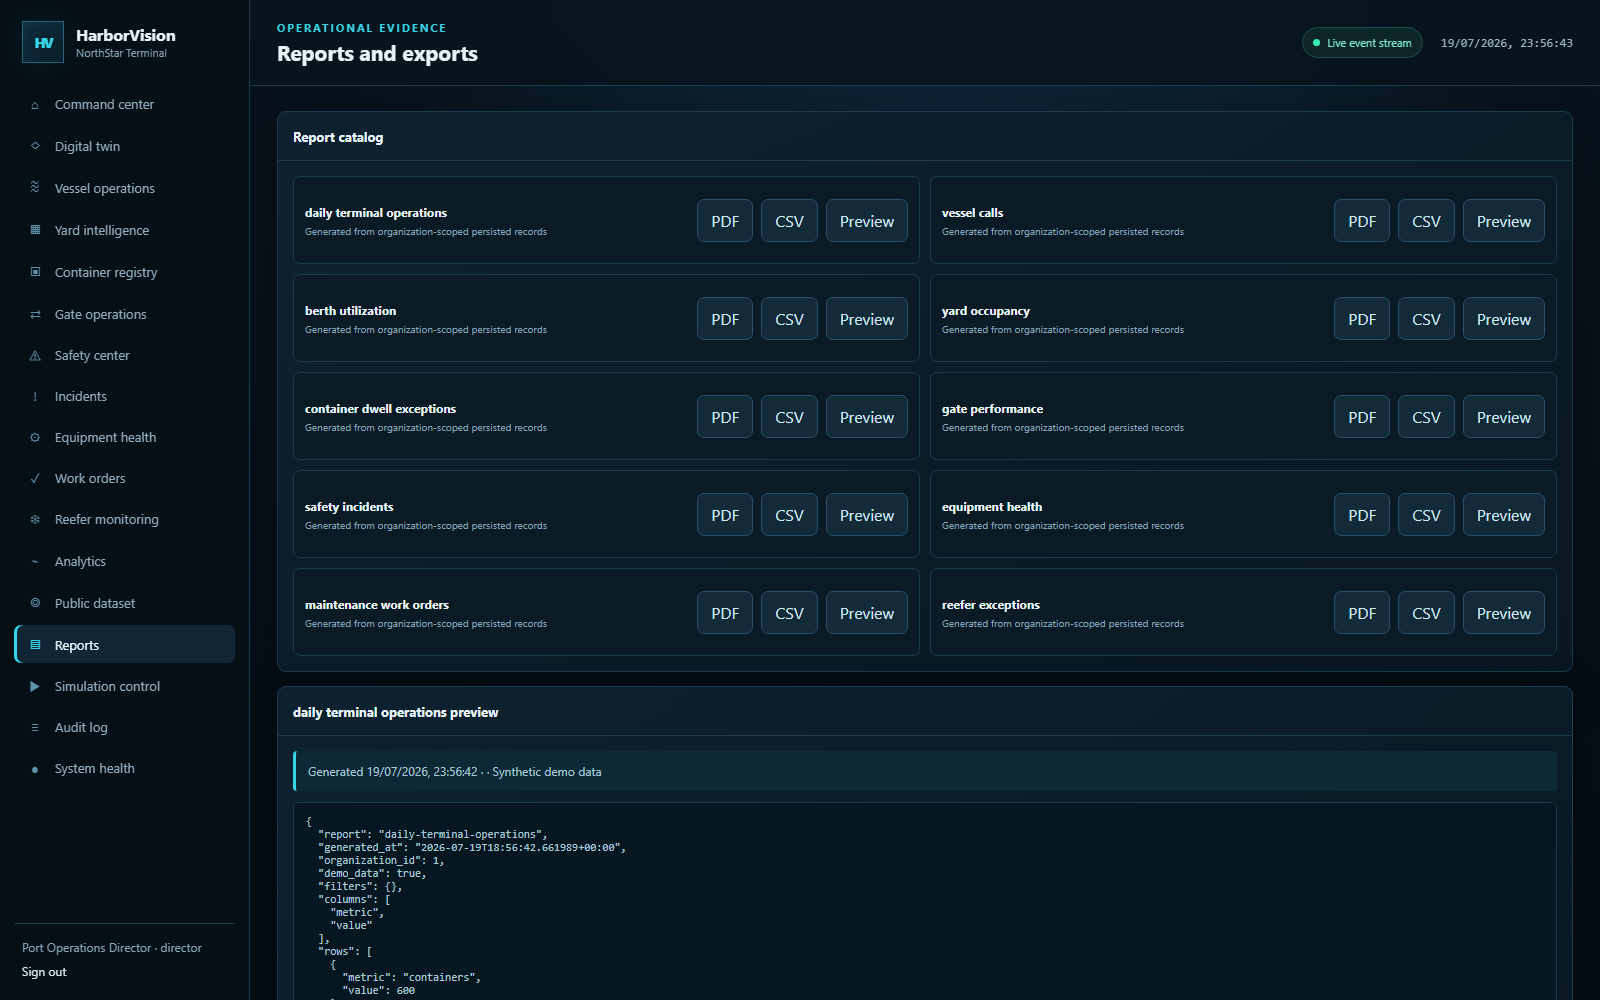 HV
HarborVision
NorthStar Terminal
Command center
Digital twin
Vessel operations
Yard intelligence
Container registry
Gate operations
Safety center
Incidents
Equipment health
Work orders
Reefer monitoring
Analytics
Public dataset
Reports
Simulation control
Audit log
System health
Port Operations Director · director
Sign out
OPERATIONAL EVIDENCE
Reports and exports
Live event stream
19/07/2026, 23:56:43
Report catalog
daily terminal operations
Generated from organization-scoped persisted records
PDF CSV Preview
vessel calls
Generated from organization-scoped persisted records
PDF CSV Preview
berth utilization
Generated from organization-scoped persisted records
PDF CSV Preview
yard occupancy
Generated from organization-scoped persisted records
PDF CSV Preview
container dwell exceptions
Generated from organization-scoped persisted records
PDF CSV Preview
gate performance
Generated from organization-scoped persisted records
PDF CSV Preview
safety incidents
Generated from organization-scoped persisted records
PDF CSV Preview
equipment health
Generated from organization-scoped persisted records
PDF CSV Preview
maintenance work orders
Generated from organization-scoped persisted records
PDF CSV Preview
reefer exceptions
Generated from organization-scoped persisted records
PDF CSV Preview
daily terminal operations preview
Generated 19/07/2026, 23:56:42 · · Synthetic demo data
{
"report": "daily-terminal-operations",
"generated_at": "2026-07-19T18:56:42.661989+00:00",
"organization_id": 1,
"demo_data": true,
"filters": {},
"columns": [
"metric",
"value"
],
"rows": [
{
"metric": "containers",
"value": 600